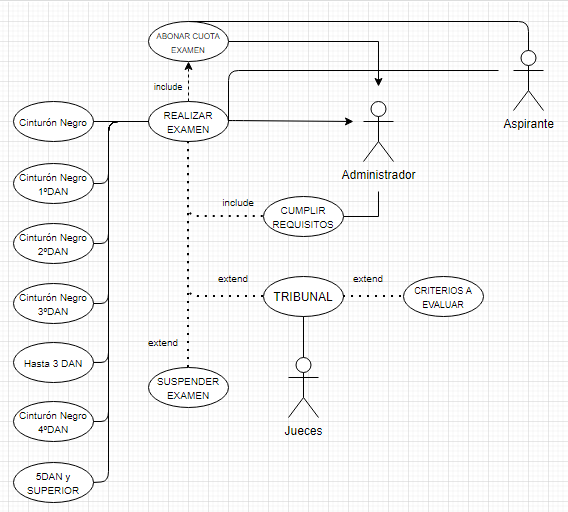 ABONAR CUOTA
EXAMEN
include
Cinturón Negro
REALIZAR
EXAMEN
Aspirante
Administrador
Cinturón Negro
1ºDAN
include
CUMPLIR
REQUISITOS
Cinturón Negro
2ºDAN
extend
extend
Cinturón Negro
3ºDAN
TRIBUNAL
CRITERIOS A
EVALUAR
extend
Hasta 3 DAN
SUSPENDER
EXAMEN
Cinturón Negro
4ºDAN
Jueces
5DAN y
SUPERIOR